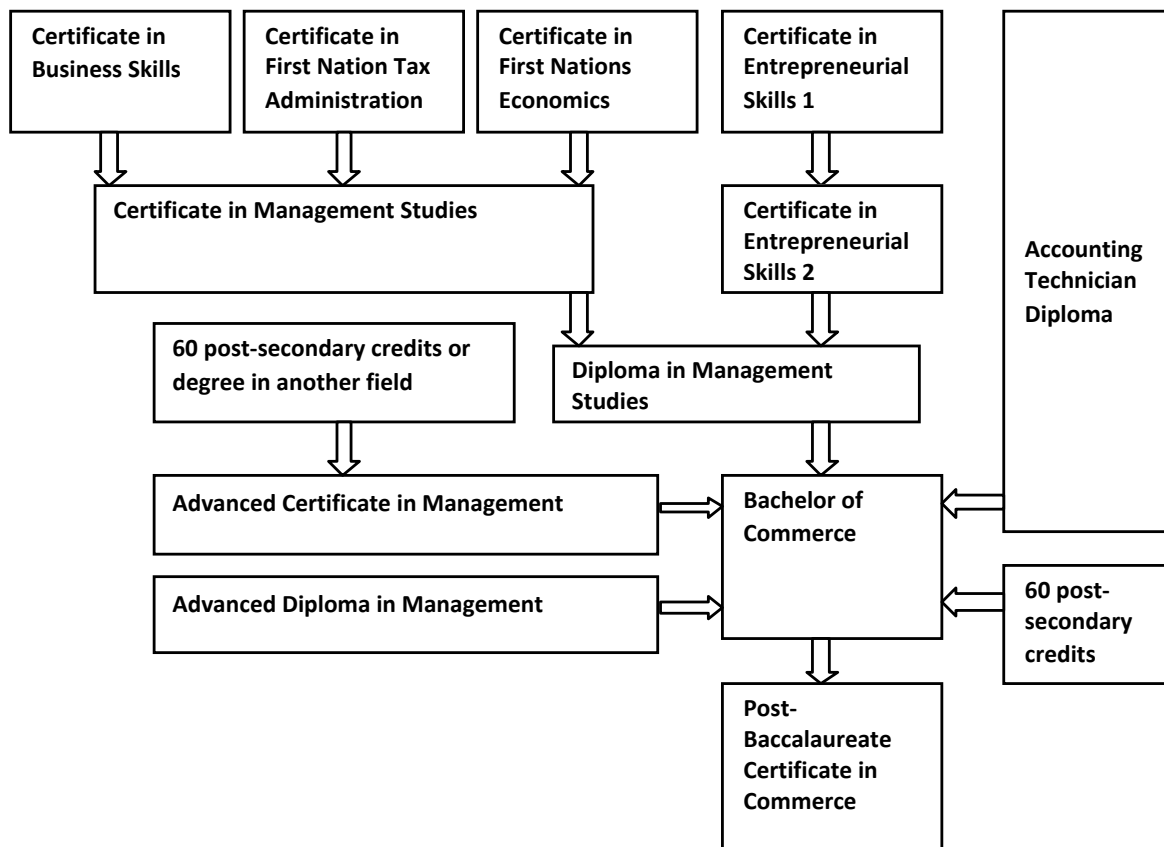 Certificate in
Business Skills
Certificate in
First Nation Tax
Administration
Certificate in
First Nations
Economics
Certificate in
Entrepreneurial
Skills 1
Accounting
Technician
Diploma
Certificate in Management Studies
Certificate in
Entrepreneurial
Skills 2
60 post-secondary credits or
degree in another field
Diploma in Management
Studies
Advanced Certificate in Management
Bachelor of
Commerce
Advanced Diploma in Management
60 post-
secondary
credits
Post-
Baccalaureate
Certificate in
Commerce